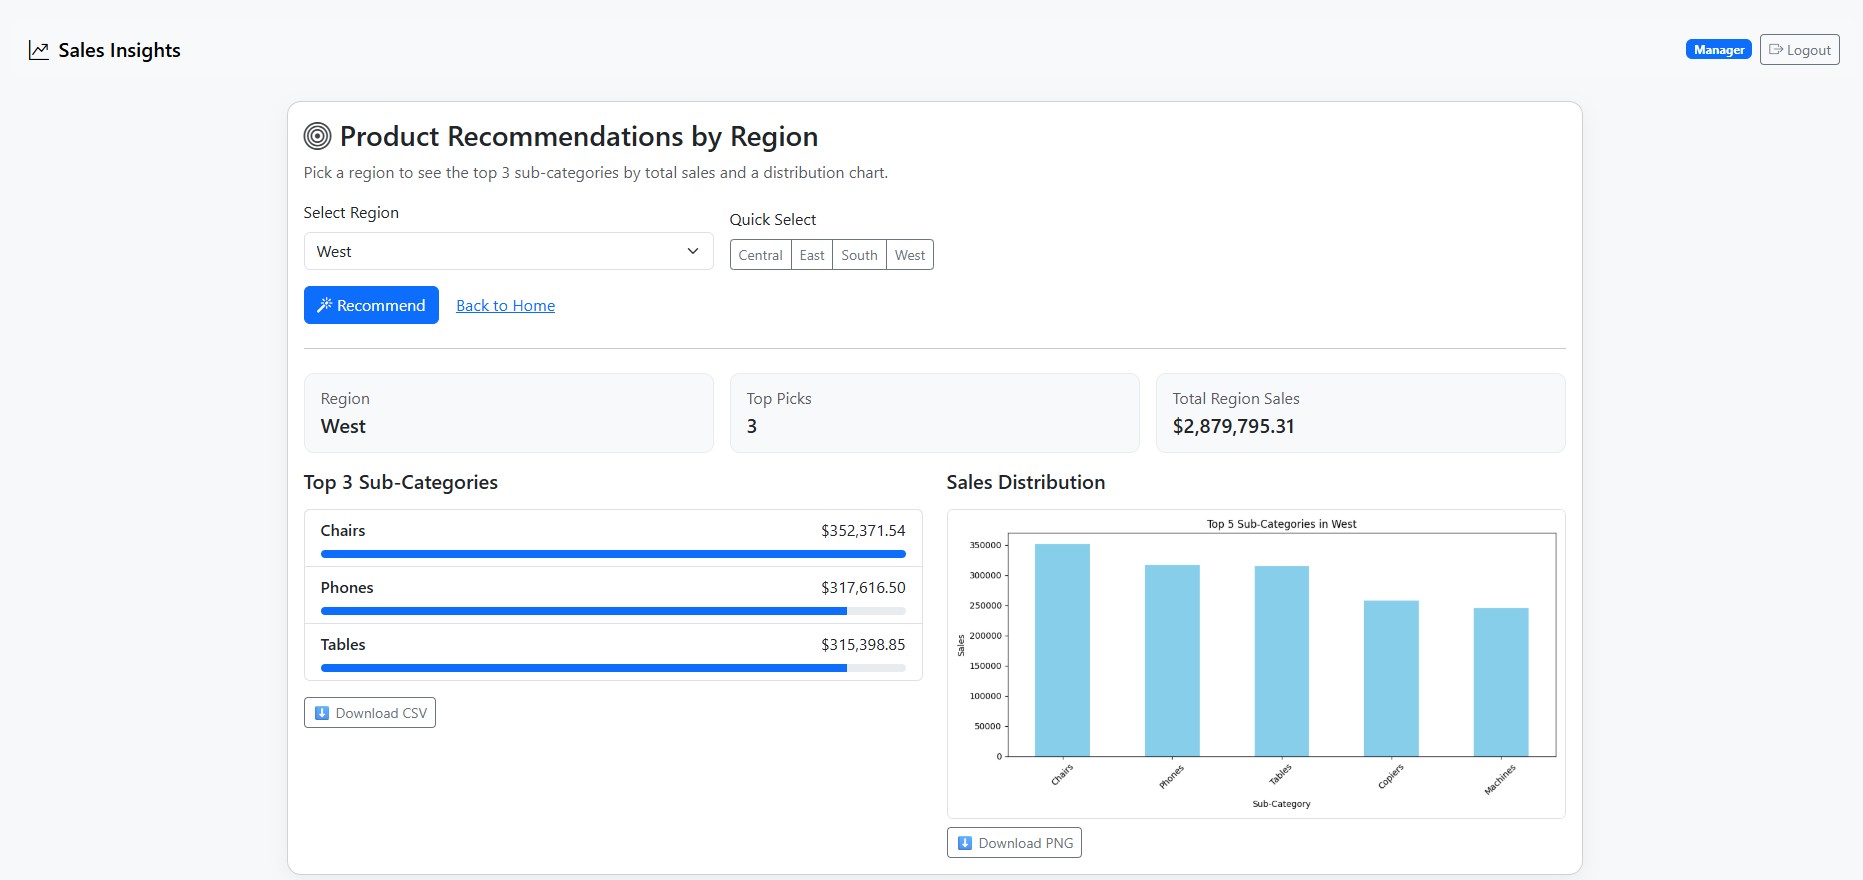 Sales Insights
Manager
Logout
Product Recommendations by Region
Pick a region to see the top 3 sub-categories by total sales and a distribution chart.
Select Region
West
Quick Select
Central East South West
Recommend
Back to Home
Region
West
Top Picks
3
Total Region Sales
$2,879,795.31
Top 3 Sub-Categories
Chairs $352,371.54
Phones $317,616.50
Tables $315,398.85
Download CSV
Sales Distribution
Top 5 Sub-Categories in West
350000
300000
250000
200000
150000
100000
50000
0
Sales
Chairs Phones Tables Copiers Machines
Sub-Category
Download PNG